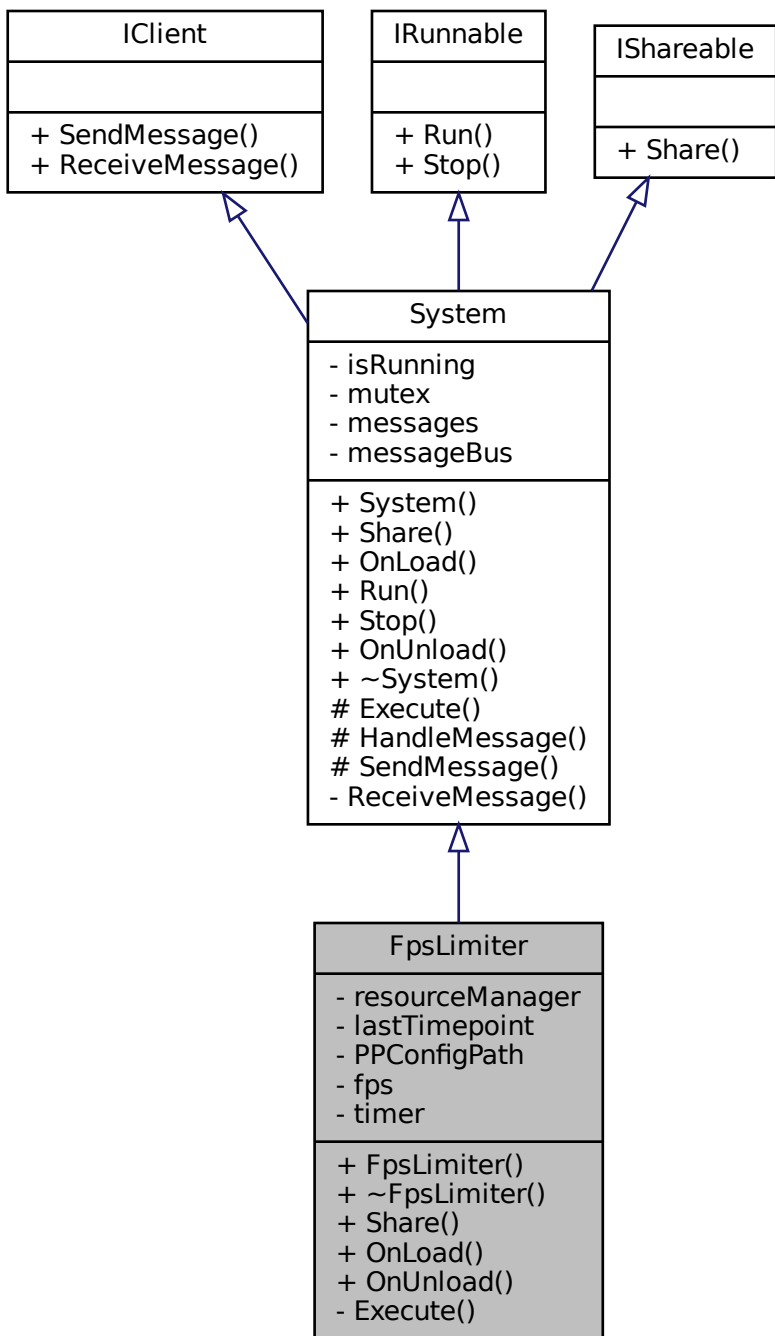 IClient
+ SendMessage()
+ ReceiveMessage()
IRunnable
+ Run()
+ Stop()
IShareable
+ Share()
System
- isRunning
- mutex
- messages
- messageBus
+ System()
+ Share()
+ OnLoad()
+ Run()
+ Stop()
+ OnUnload()
+ ~System()
# Execute()
# HandleMessage()
# SendMessage()
- ReceiveMessage()
FpsLimiter
- resourceManager
- lastTimepoint
- PPConfigPath
- fps
- timer
+ FpsLimiter()
+ ~FpsLimiter()
+ Share()
+ OnLoad()
+ OnUnload()
- Execute()